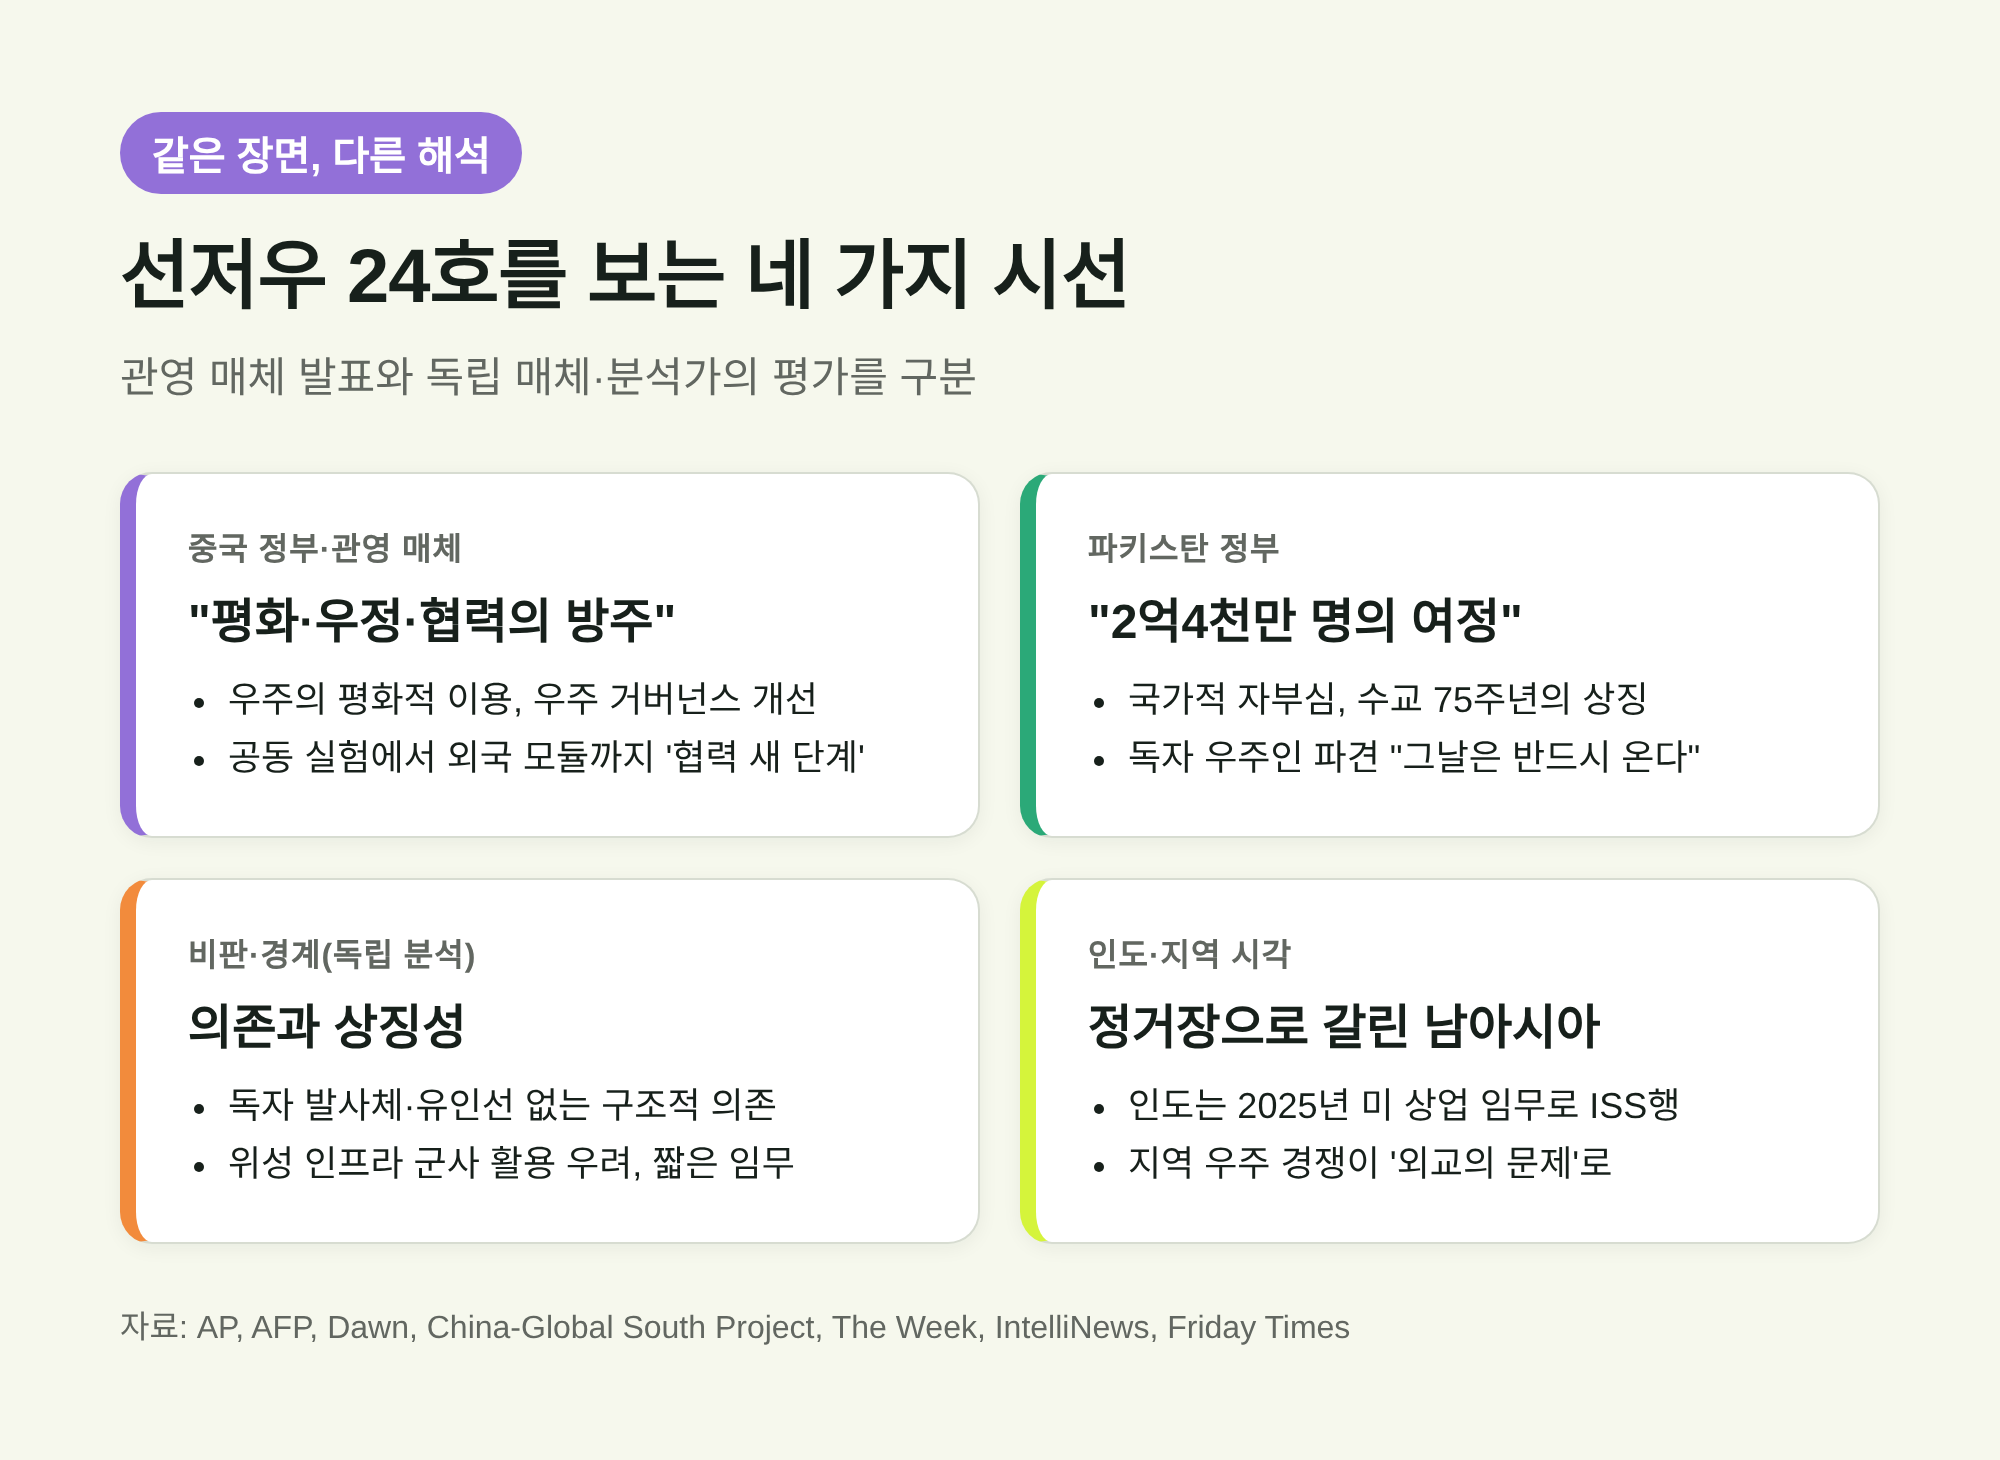 같은 장면, 다른 해석
선저우 24호를 보는 네 가지 시선
관영 매체 발표와 독립 매체·분석가의 평가를 구분
중국 정부·관영 매체
"평화·우정·협력의 방주"
• 우주의 평화적 이용, 우주 거버넌스 개선
• 공동 실험에서 외국 모듈까지 '협력 새 단계'
파키스탄 정부
"2억4천만 명의 여정"
• 국가적 자부심, 수교 75주년의 상징
• 독자 우주인 파견 "그날은 반드시 온다"
비판·경계(독립 분석)
의존과 상징성
• 독자 발사체·유인선 없는 구조적 의존
• 위성 인프라 군사 활용 우려, 짧은 임무
인도·지역 시각
정거장으로 갈린 남아시아
• 인도는 2025년 미 상업 임무로 ISS행
• 지역 우주 경쟁이 '외교의 문제'로
자료: AP, AFP, Dawn, China-Global South Project, The Week, IntelliNews, Friday Times